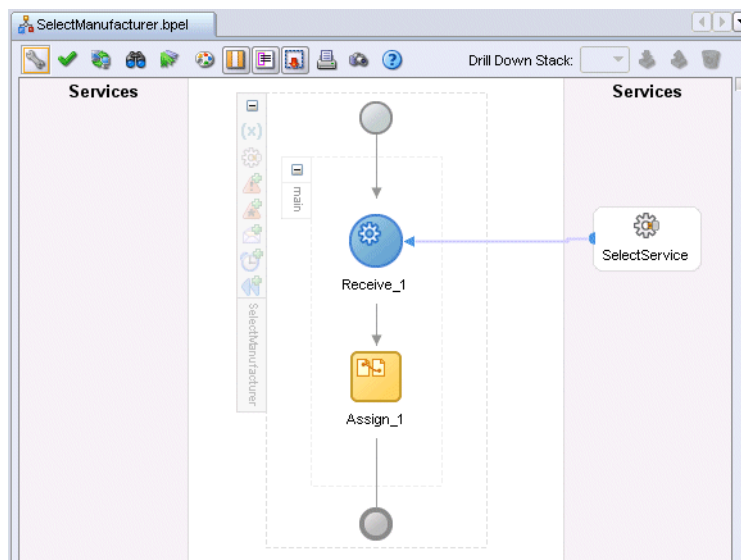 SelectManufacturer.bpel
Drill Down Stack:
Services
Services
(x)
main
SelectService
Receive_1
SelectManufacturer
Assign_1